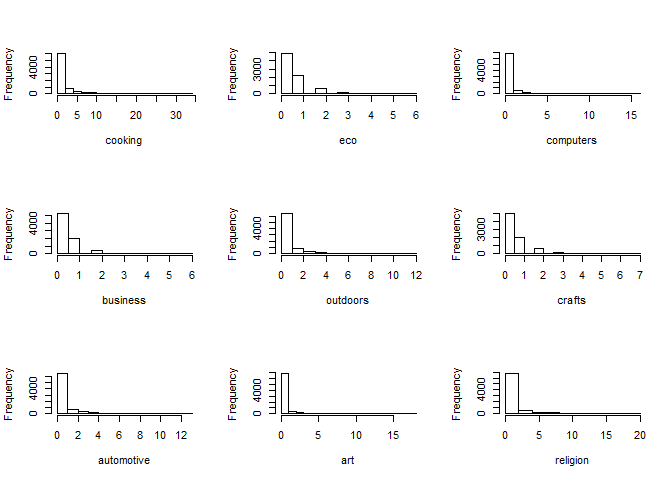 Frequency
0 4000
0 5 10 20 30
cooking
Frequency
0 3000
0 1 2 3 4 5 6
eco
Frequency
0 4000
0 5 10 15
computers
Frequency
0 4000
0 1 2 3 4 5 6
business
Frequency
0 4000
0 2 4 6 8 10 12
outdoors
Frequency
0 3000
0 1 2 3 4 5 6 7
crafts
Frequency
0 4000
0 2 4 6 8 10 12
automotive
Frequency
0 4000
0 5 10 15
art
Frequency
0 4000
0 5 10 15 20
religion